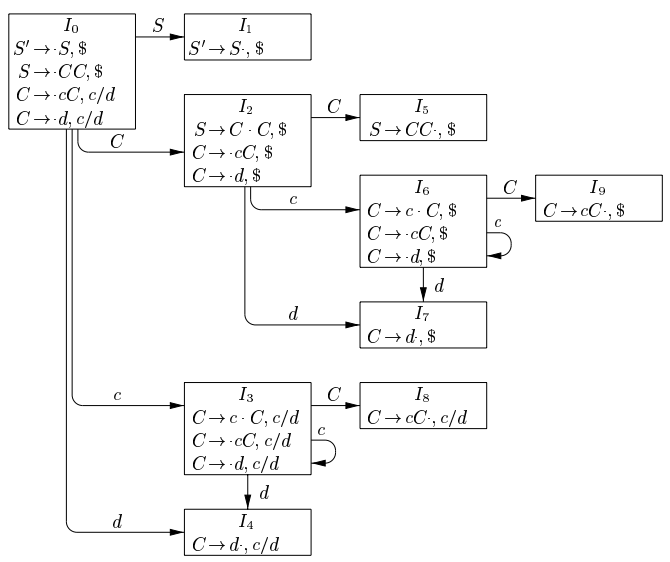 I₀
S′ → ·S, $
S → ·CC, $
C → ·cC, c/d
C → ·d, c/d
S
I₁
S′ → S·, $
C
I₂
S → C · C, $
C → ·cC, $
C → ·d, $
C
I₅
S → CC·, $
c
I₆
C → c · C, $
C → ·cC, $
C → ·d, $
C
I₉
C → cC·, $
c
d
d
I₇
C → d·, $
c
I₃
C → c · C, c/d
C → ·cC, c/d
C → ·d, c/d
C
I₈
C → cC·, c/d
c
d
d
I₄
C → d·, c/d